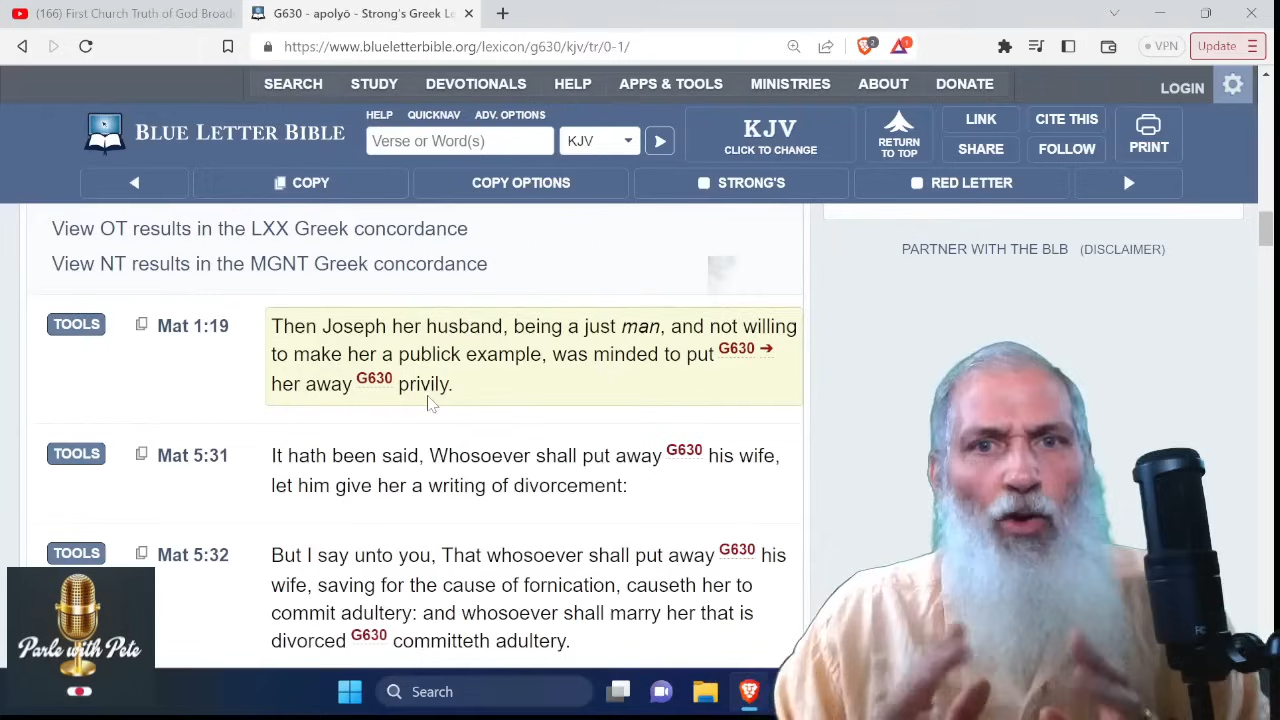 (166) First Church Truth of God Broad
G630 - apolyō - Strong's Greek Le
https://www.blueletterbible.org/lexicon/g630/kjv/tr/0-1/
2
1
VPN
Update
SEARCH STUDY DEVOTIONALS HELP APPS & TOOLS MINISTRIES ABOUT DONATE
LOGIN
BLUE LETTER BIBLE
HELP QUICKNAV ADV. OPTIONS
Verse or Word(s)
KJV
KJV
CLICK TO CHANGE
RETURN
TO TOP
LINK
CITE THIS
SHARE
FOLLOW
PRINT
COPY
COPY OPTIONS
STRONG'S
RED LETTER
View OT results in the LXX Greek concordance
View NT results in the MGNT Greek concordance
PARTNER WITH THE BLB (DISCLAIMER)
TOOLS
Mat 1:19
Then Joseph her husband, being a just man, and not willing
to make her a publick example, was minded to put G630 ➔
her away G630 privily.
TOOLS
Mat 5:31
It hath been said, Whosoever shall put away G630 his wife,
let him give her a writing of divorcement:
TOOLS
Mat 5:32
But I say unto you, That whosoever shall put away G630 his
wife, saving for the cause of fornication, causeth her to
commit adultery: and whosoever shall marry her that is
divorced G630 committeth adultery.
Parle with Pete
Search